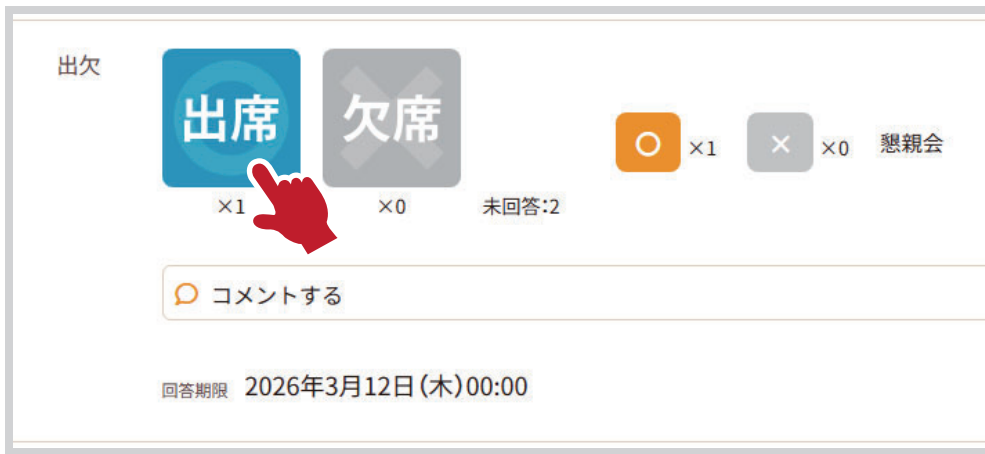 出欠
出席
欠席
×1
×0
懇親会
×1
×0
未回答:2
コメントする
回答期限 2026年3月12日(木)00:00